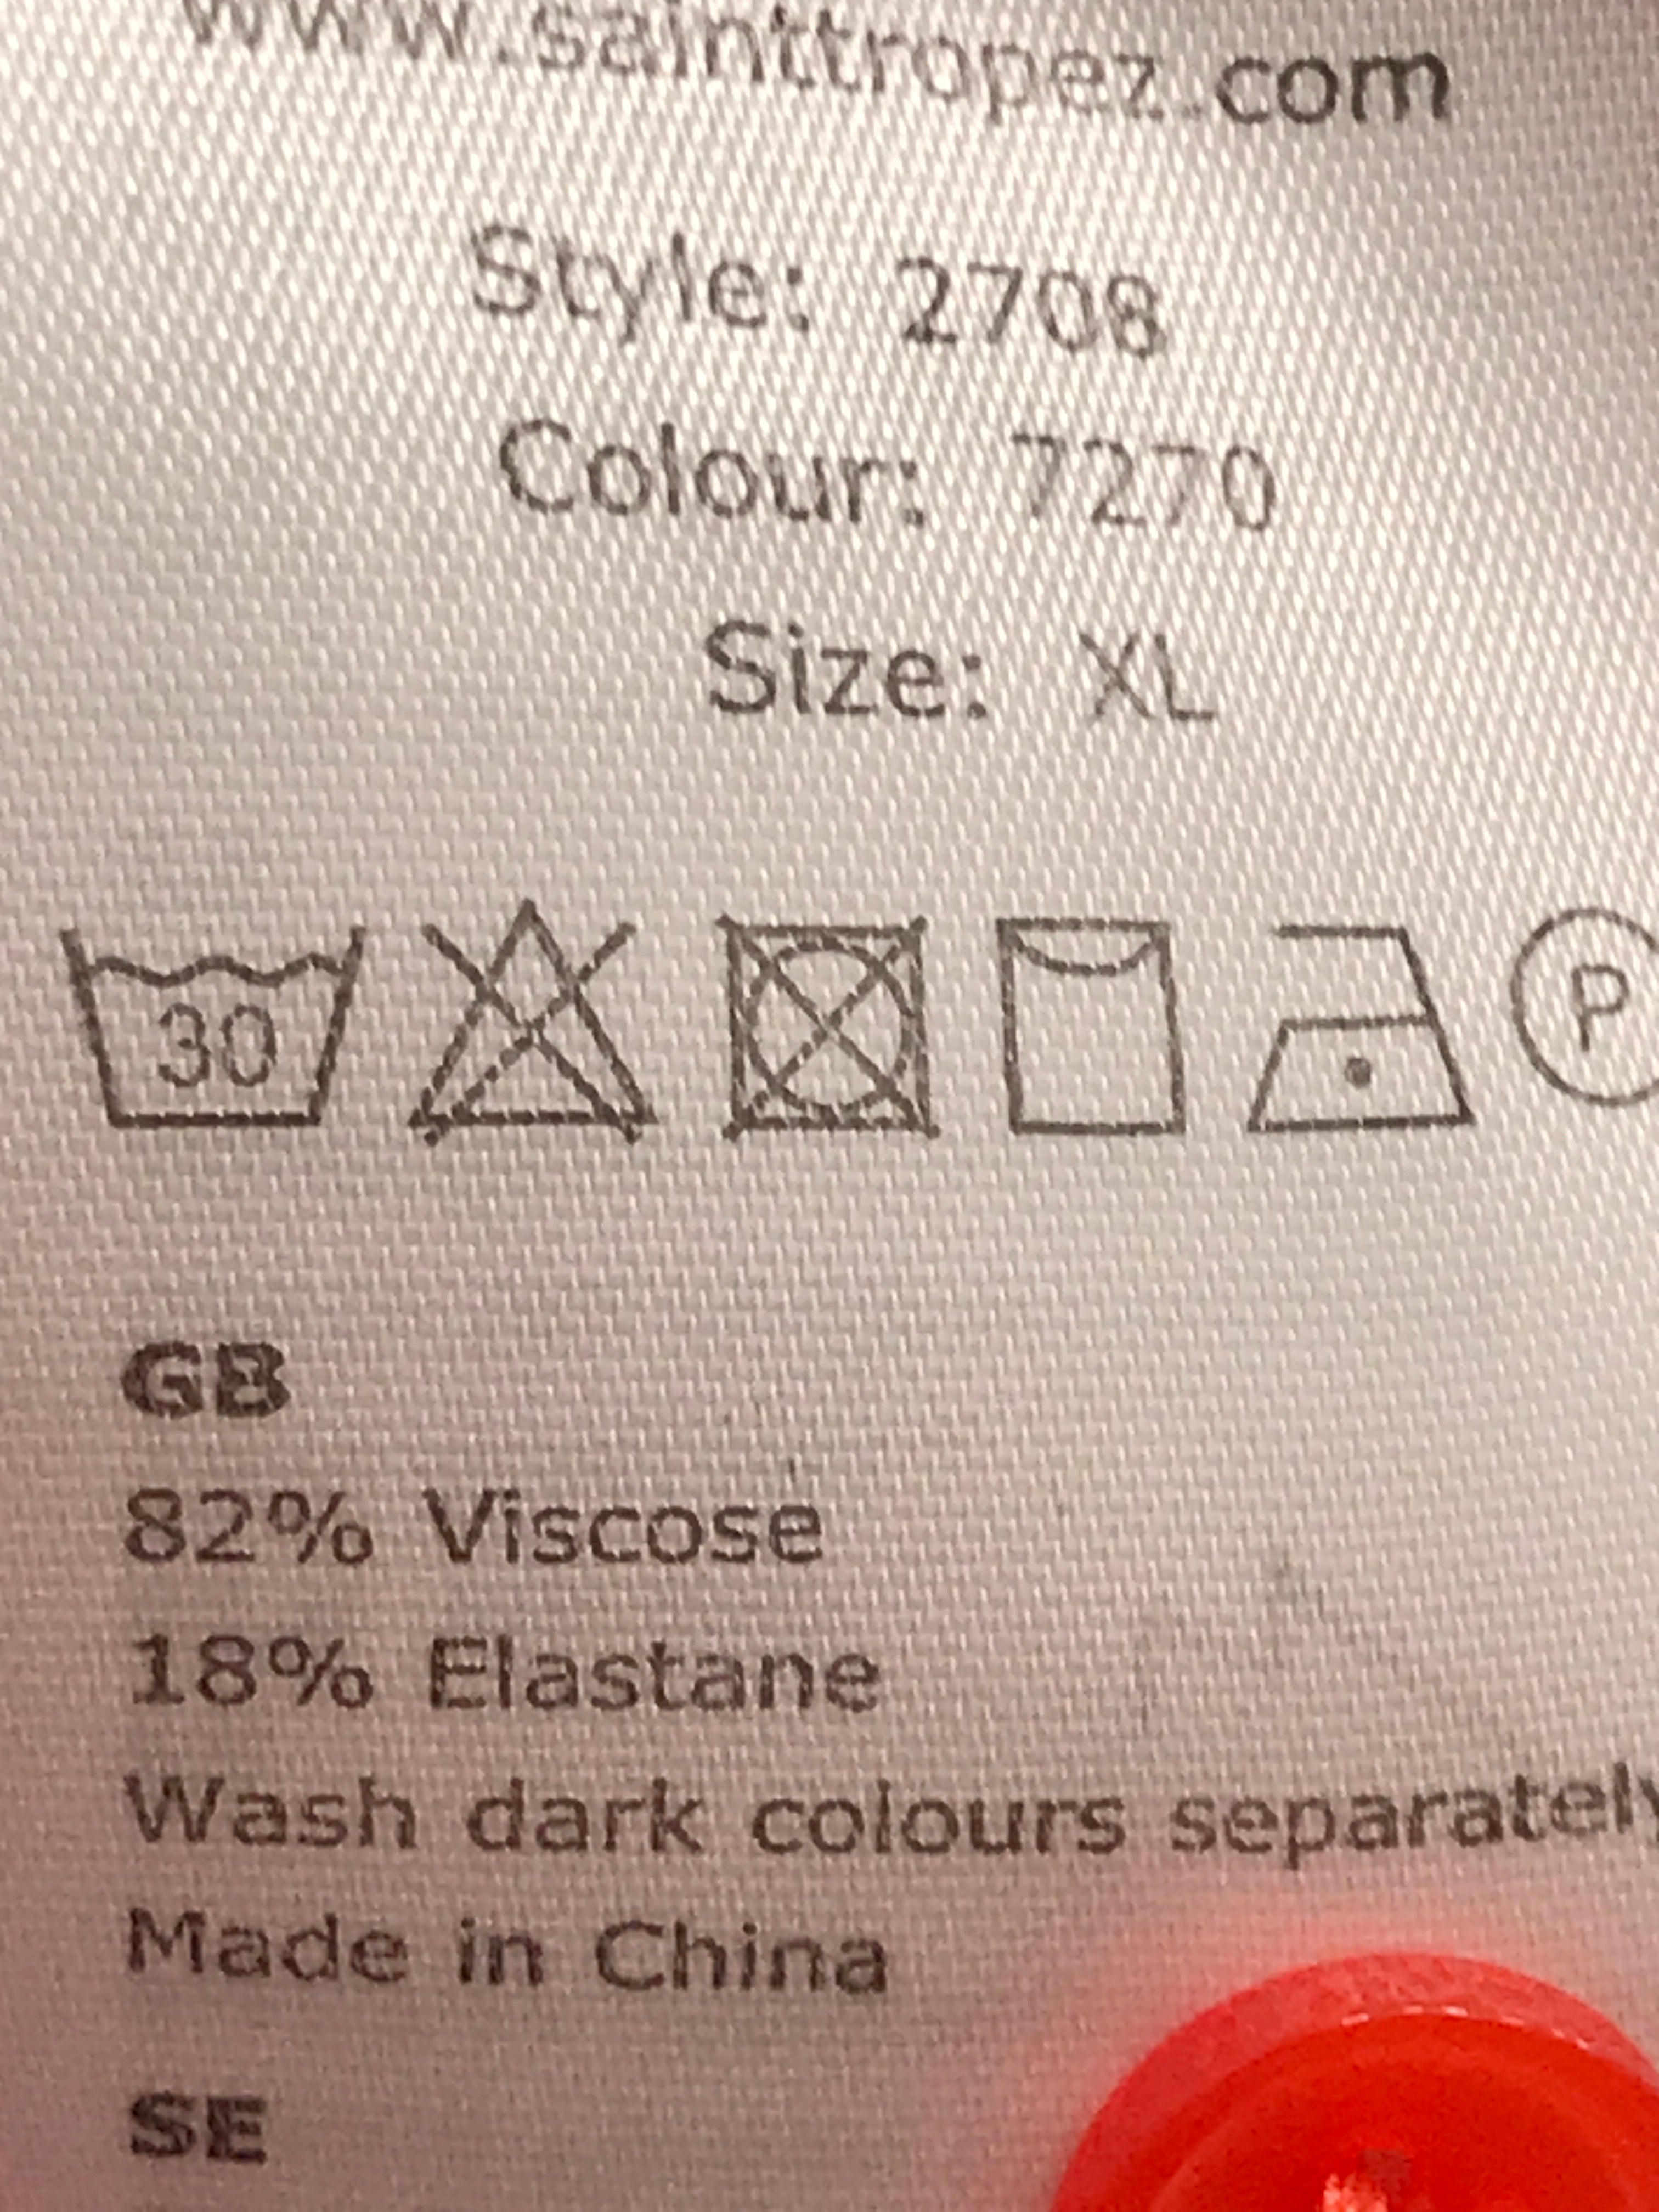 www.sainttropez.com
Style: 2708
Colour: 7270
Size: XL
30 P
GB
82% Viscose
18% Elastane
Wash dark colours separately
Made in China
SE